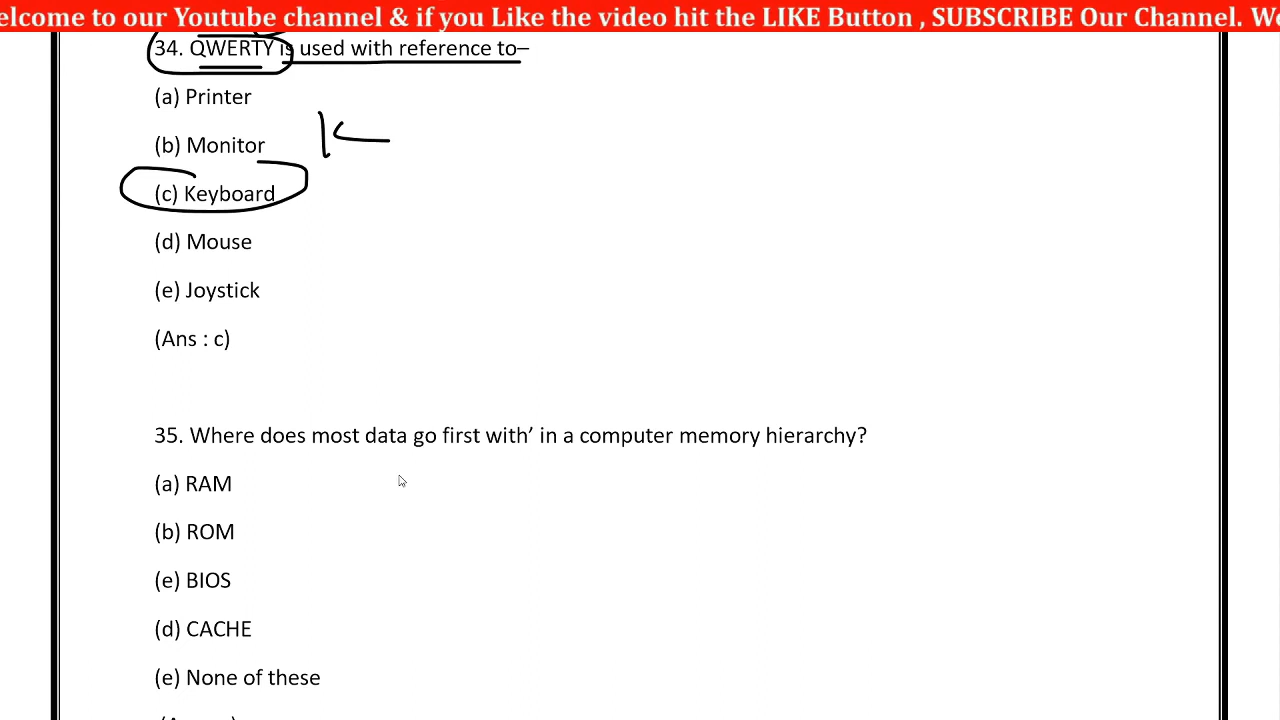 elcome to our Youtube channel & if you Like the video hit the LIKE Button , SUBSCRIBE Our Channel. We
34. QWERTY is used with reference to–
(a) Printer
(b) Monitor
(c) Keyboard
(d) Mouse
(e) Joystick
(Ans : c)
35. Where does most data go first with’ in a computer memory hierarchy?
(a) RAM
(b) ROM
(e) BIOS
(d) CACHE
(e) None of these